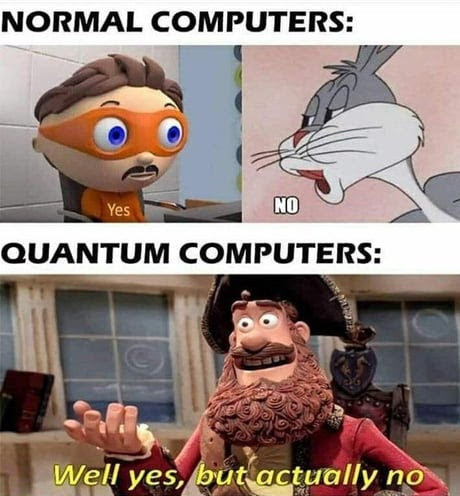 NORMAL COMPUTERS:
Yes
NO
QUANTUM COMPUTERS:
Well yes, but actually no